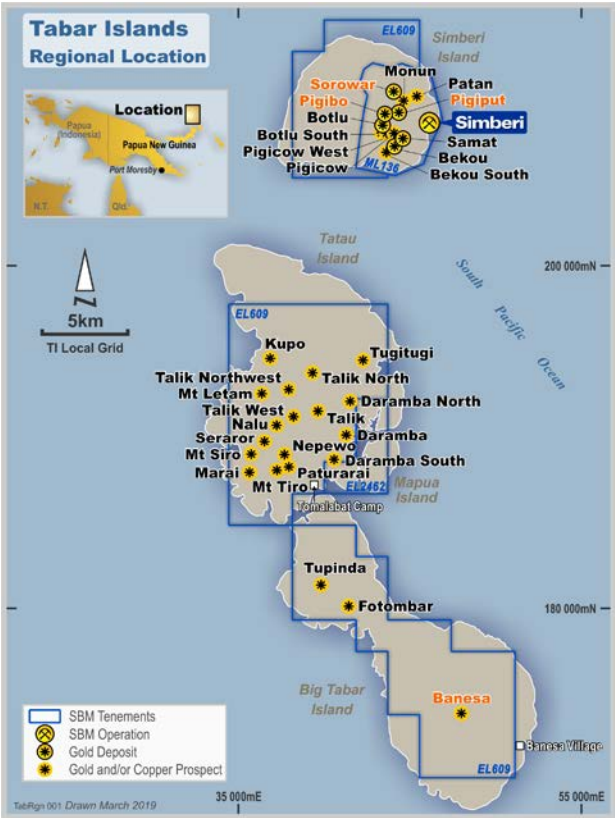 Tabar Islands
Regional Location
Location
Papua
(Indonesia)
Papua New Guinea
Port Moresby
N.T.
Qld.
EL609
Simberi
Island
Monun
Sorowar
Patan
Pigibo
Pigiput
Botlu
Simberi
Botlu South
Samat
Pigicow West
Bekou
Pigicow
ML136
Bekou South
Tatau
Island
200 000mN
South Pacific Ocean
N
5km
TI Local Grid
EL609
Kupo
Tugitugi
Talik Northwest
Talik North
Mt Letam
Daramba North
Talik West
Talik
Nalu
Daramba
Seraror
Nepewo
Mt Siro
Daramba South
Marai
Paturarai
Mt Tiro
EL2462
Mapua
Island
Tomalabat Camp
Tupinda
Fotombar
180 000mN
Big Tabar
Island
Banesa
Banesa Village
EL609
SBM Tenements
SBM Operation
Gold Deposit
Gold and/or Copper Prospect
TabRgn 001 Drawn March 2019
35 000mE
55 000mE